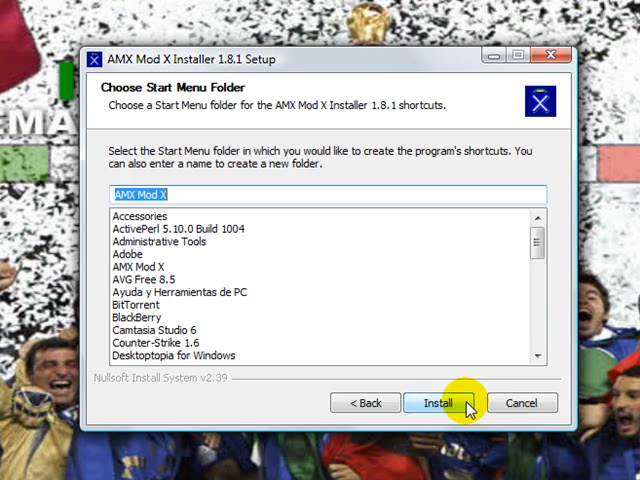 AMX Mod X Installer 1.8.1 Setup
Choose Start Menu Folder
Choose a Start Menu folder for the AMX Mod X Installer 1.8.1 shortcuts.
Select the Start Menu folder in which you would like to create the program's shortcuts. You
can also enter a name to create a new folder.
AMX Mod X
Accessories
ActivePerl 5.10.0 Build 1004
Administrative Tools
Adobe
AMX Mod X
AVG Free 8.5
Ayuda y Herramientas de PC
BitTorrent
BlackBerry
Camtasia Studio 6
Counter-Strike 1.6
Desktoptopia for Windows
Nullsoft Install System v2.39
< Back Install Cancel